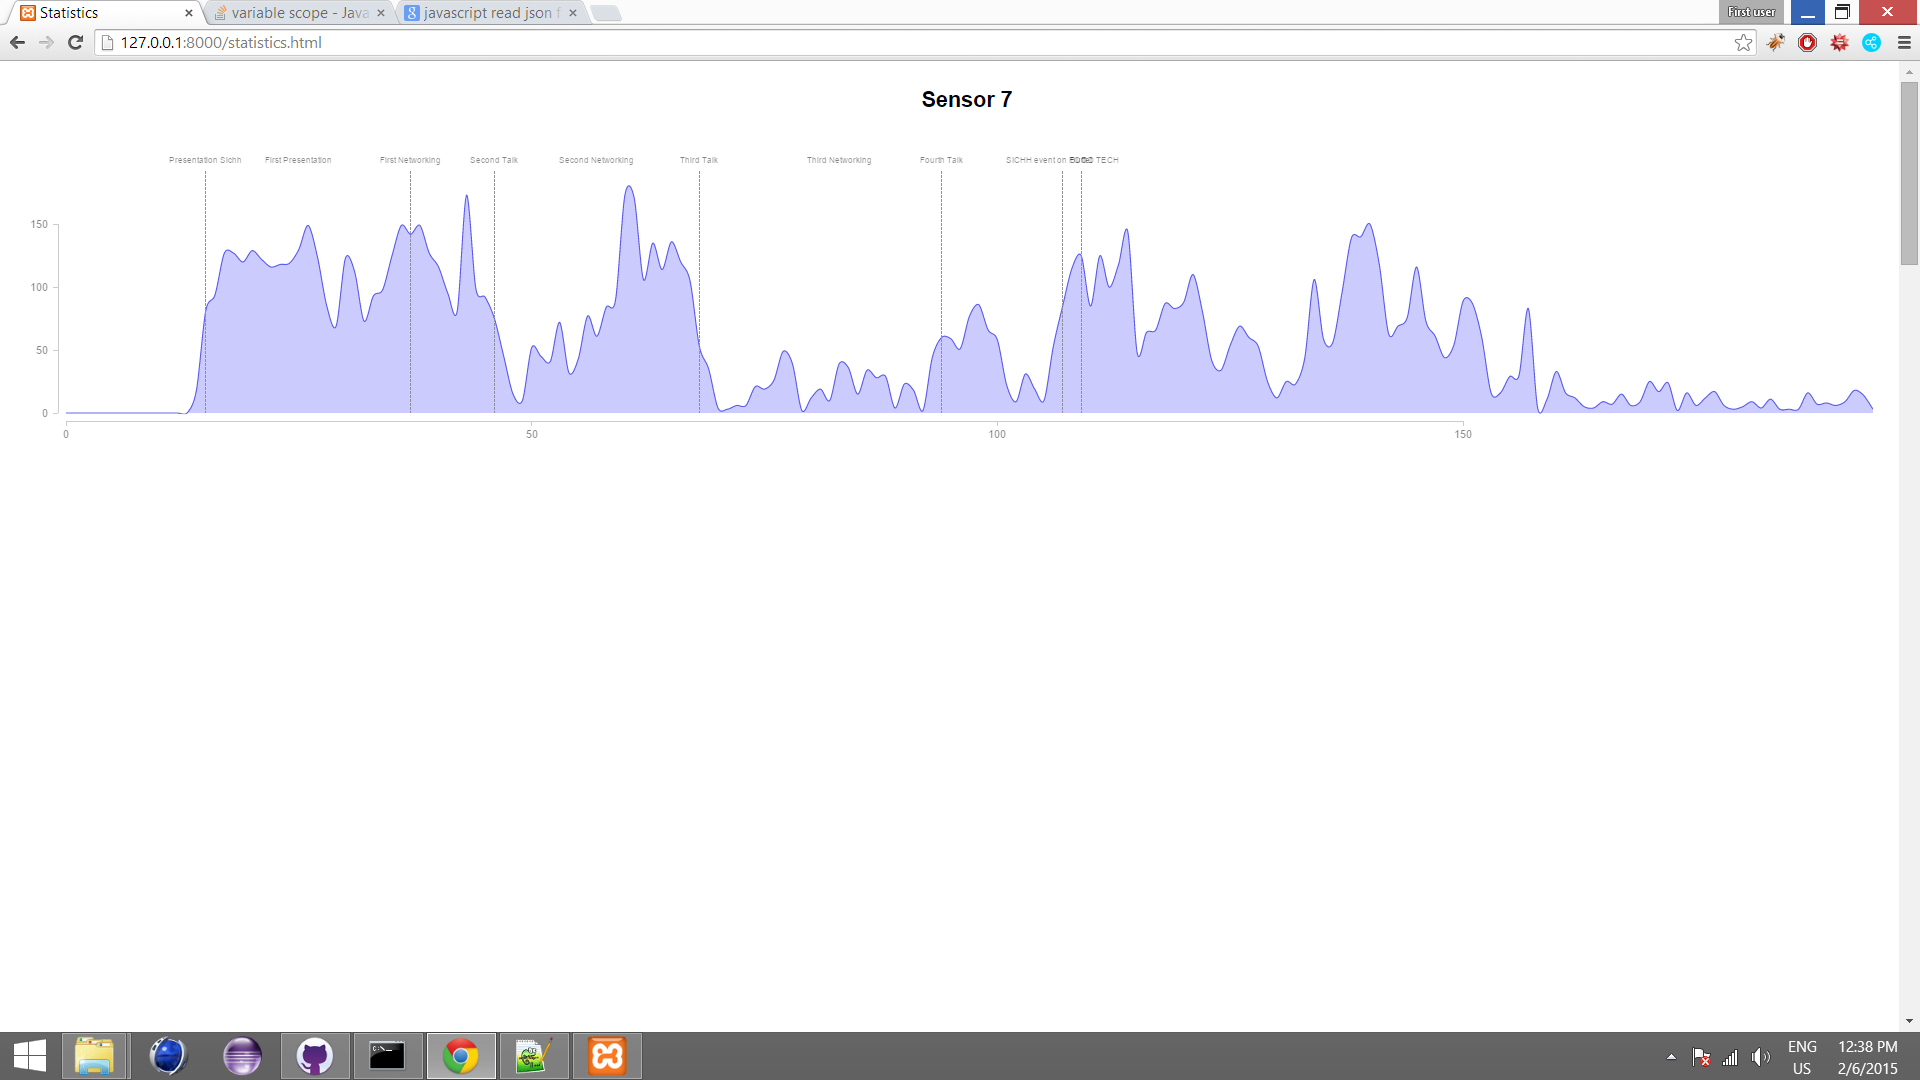 Statistics
variable scope - Java
javascript read json f
First user
127.0.0.1:8000/statistics.html
Sensor 7
Presentation Sichh
First Presentation
First Networking
Second Talk
Second Networking
Third Talk
Third Networking
Fourth Talk
SICHH event on
TECH
150
100
50
0
0
50
100
150
ENG
US
12:38 PM
2/6/2015